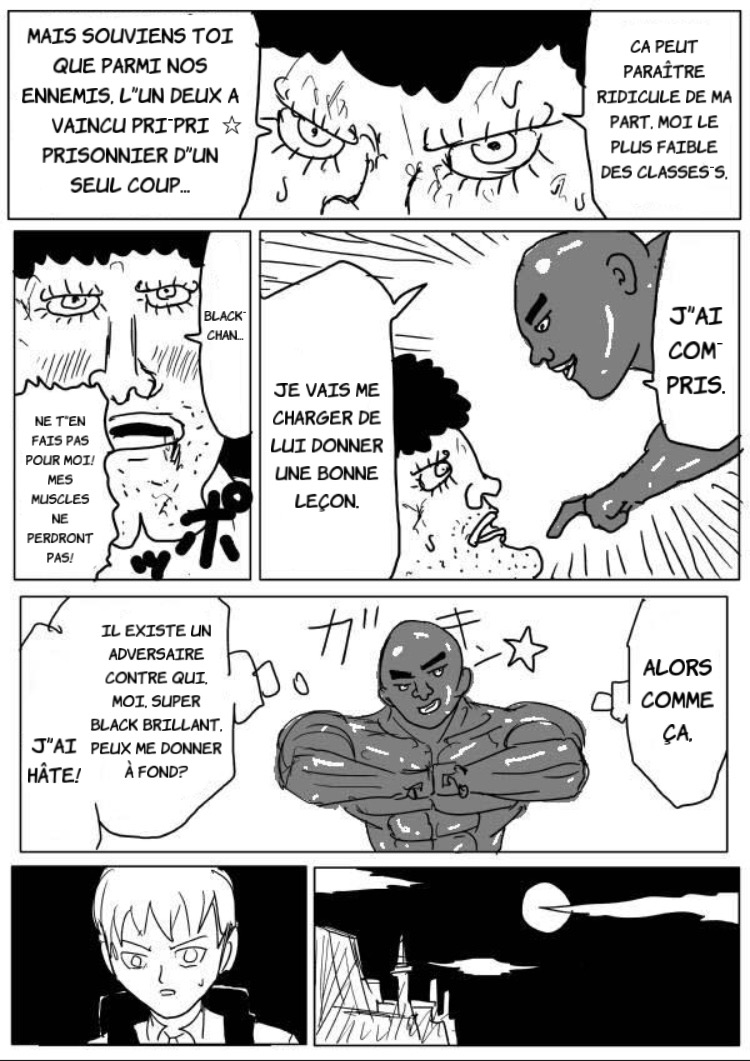 CA PEUT
PARAÎTRE
RIDICULE DE MA
PART, MOI LE
PLUS FAIBLE
DES CLASSE-S,
MAIS SOUVIENS TOI
QUE PARMI NOS
ENNEMIS, L"UN DEUX A
VAINCU PRI-PRI ☆
PRISONNIER D"UN
SEUL COUP...
J"AI
COM-
PRIS.
JE VAIS ME
CHARGER DE
LUI DONNER
UNE BONNE
LEÇON.
BLACK-
CHAN...
NE T"EN
FAIS PAS
POUR MOI!
MES
MUSCLES
NE
PERDRONT
PAS!
ポッ
ALORS
COMME
ÇA,
IL EXISTE UN
ADVERSAIRE
CONTRE QUI,
MOI, SUPER
BLACK BRILLANT,
PEUX ME DONNER
À FOND?
J"AI
HÂTE!